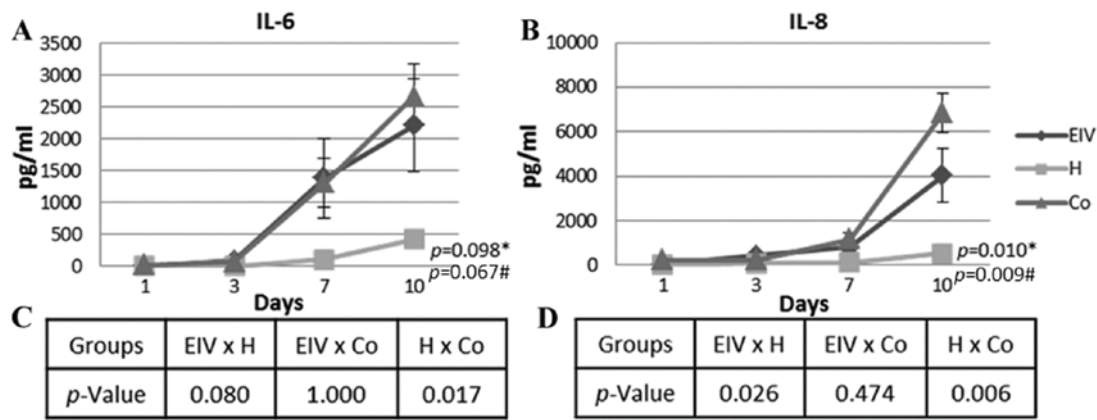 A IL-6
3500
3000
2500
2000
1500
1000
500
0
pg/ml
1 3 7 10
Days
p=0.098*
p=0.067#
B IL-8
10000
8000
6000
4000
2000
0
pg/ml
1 3 7 10
Days
p=0.010*
p=0.009#
EIV
H
Co
C
Groups EIV x H EIV x Co H x Co
p-Value 0.080 1.000 0.017
D
Groups EIV x H EIV x Co H x Co
p-Value 0.026 0.474 0.006